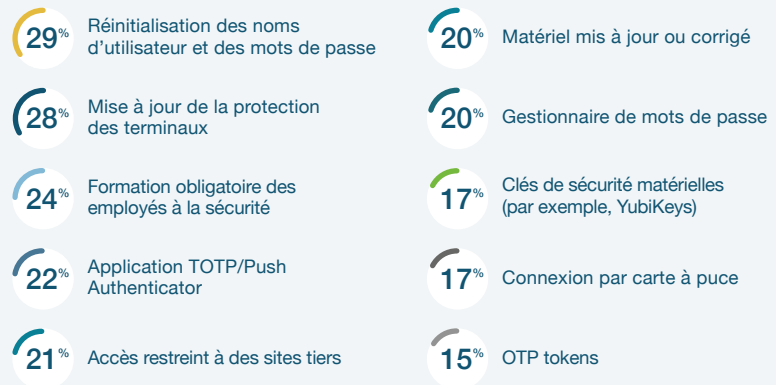 29%
Réinitialisation des noms
d’utilisateur et des mots de passe
28%
Mise à jour de la protection
des terminaux
24%
Formation obligatoire des
employés à la sécurité
22%
Application TOTP/Push
Authenticator
21%
Accès restreint à des sites tiers
20%
Matériel mis à jour ou corrigé
20%
Gestionnaire de mots de passe
17%
Clés de sécurité matérielles
(par exemple, YubiKeys)
17%
Connexion par carte à puce
15%
OTP tokens